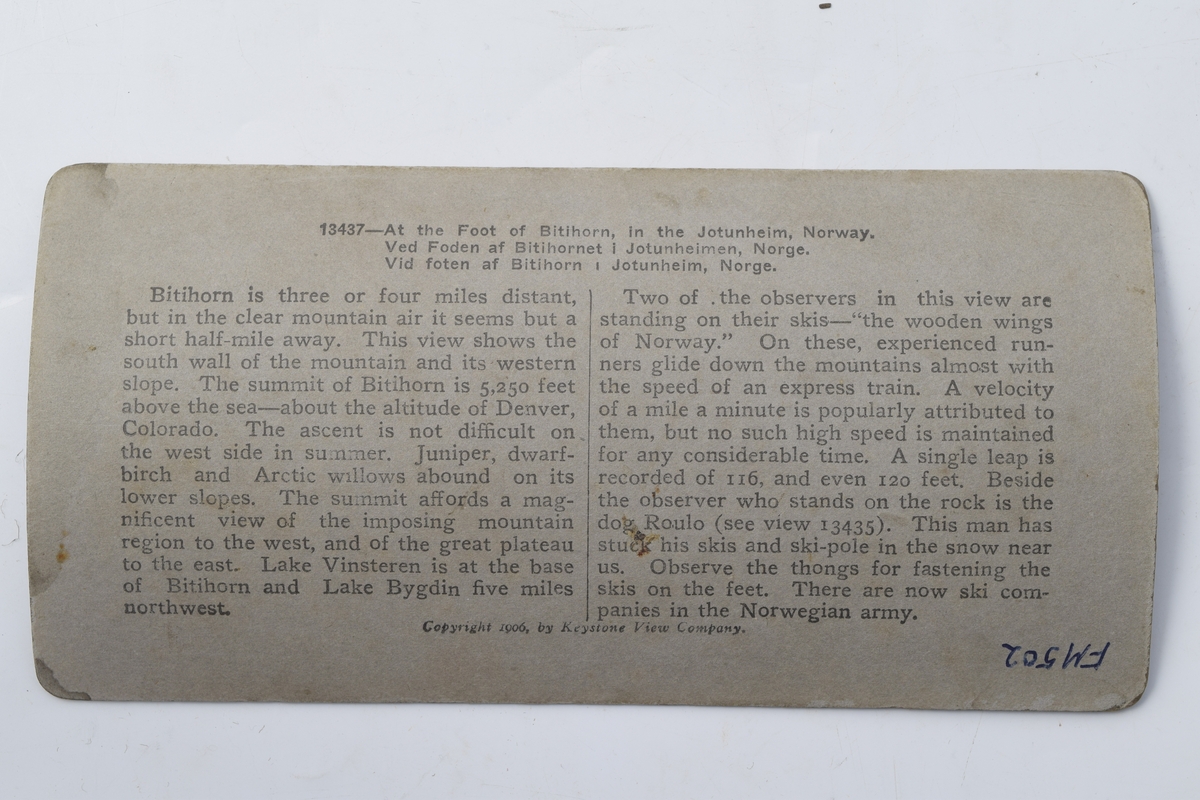 13437—At the Foot of Bitihorn, in the Jotunheim, Norway.
Ved Foden af Bitihornet i Jotunheimen, Norge.
Vid foten af Bitihorn i Jotunheim, Norge.
Bitihorn is three or four miles distant,
but in the clear mountain air it seems but a
short half-mile away. This view shows the
south wall of the mountain and its western
slope. The summit of Bitihorn is 5,250 feet
above the sea—about the altitude of Denver,
Colorado. The ascent is not difficult on
the west side in summer. Juniper, dwarf-
birch and Arctic willows abound on its
lower slopes. The summit affords a mag-
nificent view of the imposing mountain
region to the west, and of the great plateau
to the east. Lake Vinsteren is at the base
of Bitihorn and Lake Bygdin five miles
northwest.
Two of the observers in this view are
standing on their skis—“the wooden wings
of Norway.” On these, experienced run-
ners glide down the mountains almost with
the speed of an express train. A velocity
of a mile a minute is popularly attributed to
them, but no such high speed is maintained
for any considerable time. A single leap is
recorded of 116, and even 120 feet. Beside
the observer who stands on the rock is the
dog Roulo (see view 13435). This man has
stuck his skis and ski-pole in the snow near
us. Observe the thongs for fastening the
skis on the feet. There are now ski com-
panies in the Norwegian army.
Copyright 1906, by Keystone View Company.
FM502